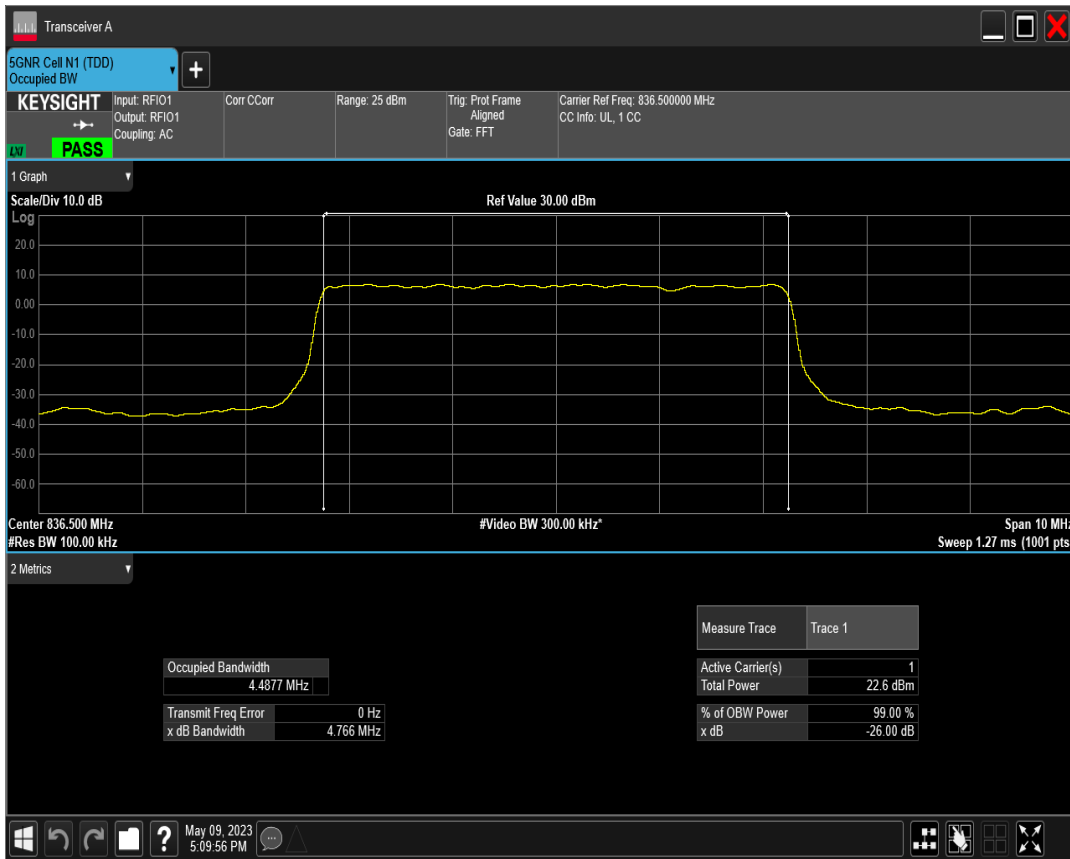 Transceiver A
5GNR Cell N1 (TDD)
Occupied BW
+
KEYSIGHT
LXI
PASS
Input: RFIO1
Output: RFIO1
Coupling: AC
Corr CCorr
Range: 25 dBm
Trig: Prot Frame
Aligned
Gate: FFT
Carrier Ref Freq: 836.500000 MHz
CC Info: UL, 1 CC
1 Graph
Scale/Div 10.0 dB
Ref Value 30.00 dBm
Log
20.0
10.0
0.00
-10.0
-20.0
-30.0
-40.0
-50.0
-60.0
Center 836.500 MHz
#Video BW 300.00 kHz*
Span 10 MHz
#Res BW 100.00 kHz
Sweep 1.27 ms (1001 pts
2 Metrics
Measure Trace Trace 1
Occupied Bandwidth
4.4877 MHz
Transmit Freq Error 0 Hz
x dB Bandwidth 4.766 MHz
Active Carrier(s) 1
Total Power 22.6 dBm
% of OBW Power 99.00 %
x dB -26.00 dB
?
May 09, 2023
5:09:56 PM